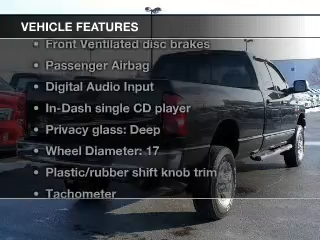 VEHICLE FEATURES
• Front Ventilated disc brakes
• Passenger Airbag
• Digital Audio Input
• In-Dash single CD player
• Privacy glass: Deep
• Wheel Diameter: 17
• Plastic/rubber shift knob trim
• Tachometer